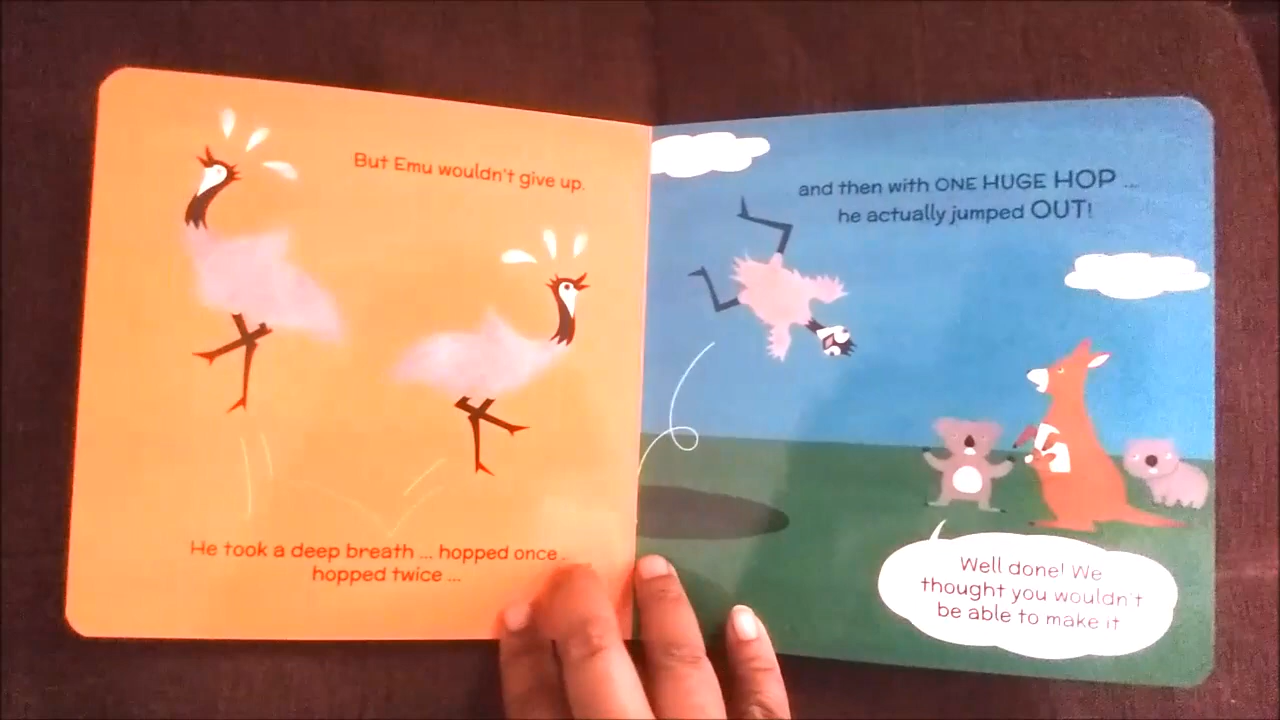 But Emu wouldn't give up.
He took a deep breath ... hopped once ..
hopped twice ...
and then with ONE HUGE HOP ...
he actually jumped OUT!
Well done! We
thought you wouldn't
be able to make it